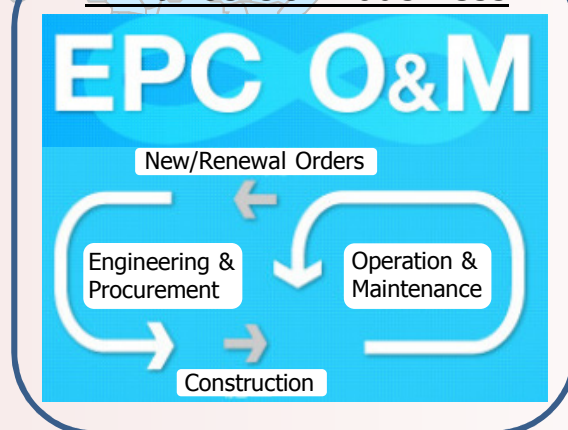 EPC O&M
New/Renewal Orders
Engineering &
Procurement
Operation &
Maintenance
Construction